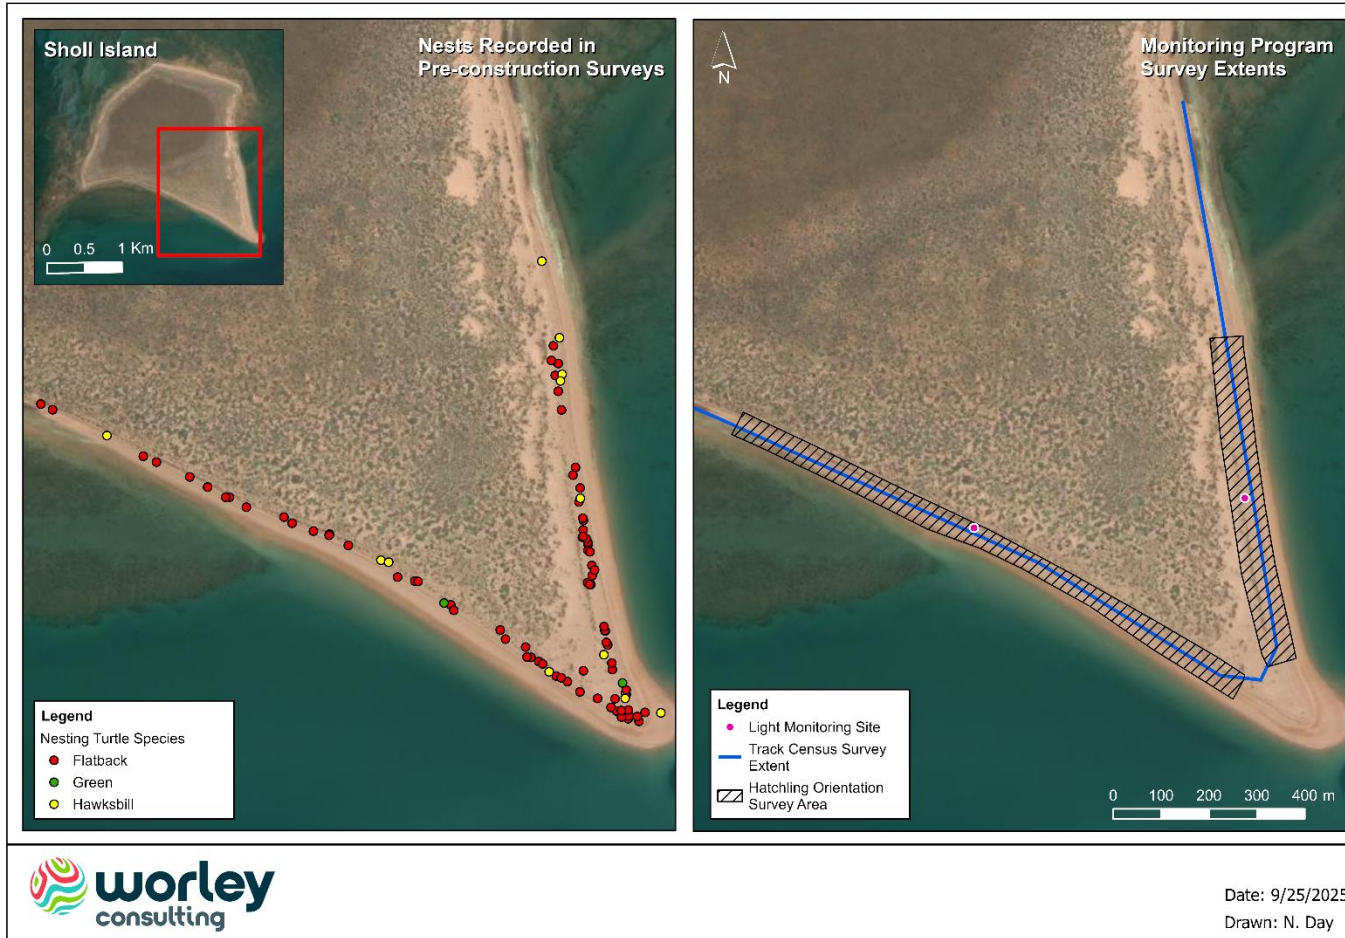 Sholl Island
0 0.5 1 Km
Nests Recorded in
Pre-construction Surveys
Legend
Nesting Turtle Species
Flatback
Green
Hawksbill
N
Monitoring Program
Survey Extents
Legend
Light Monitoring Site
Track Census Survey
Extent
Hatchling Orientation
Survey Area
0 100 200 300 400 m
worley
consulting
Date: 9/25/2025
Drawn: N. Day